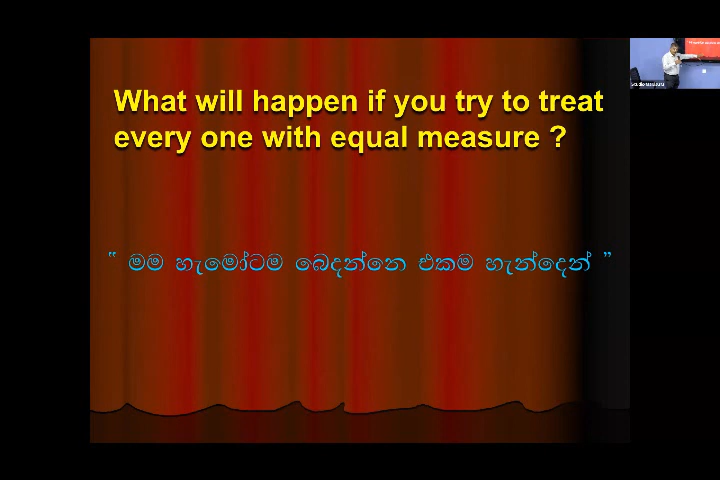 What will happen if you try to treat
every one with equal measure ?
“ මම හැමෝටම බෙදන්නෙ එකම හැන්දෙන් ”